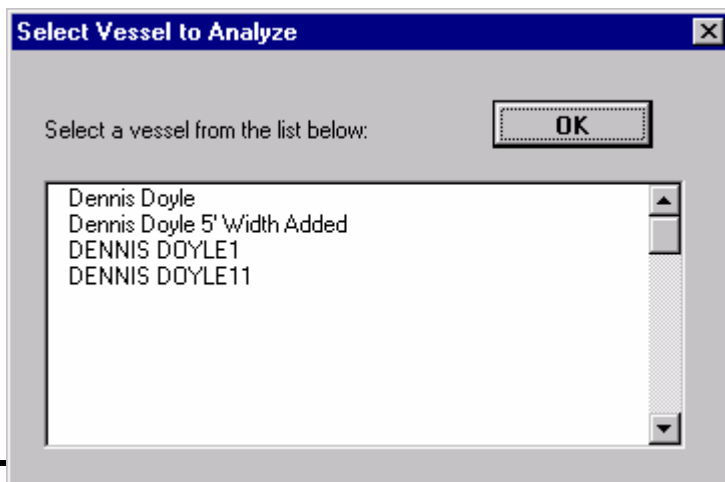 Select Vessel to Analyze
Select a vessel from the list below:
OK
Dennis Doyle
Dennis Doyle 5' Width Added
DENNIS DOYLE1
DENNIS DOYLE11